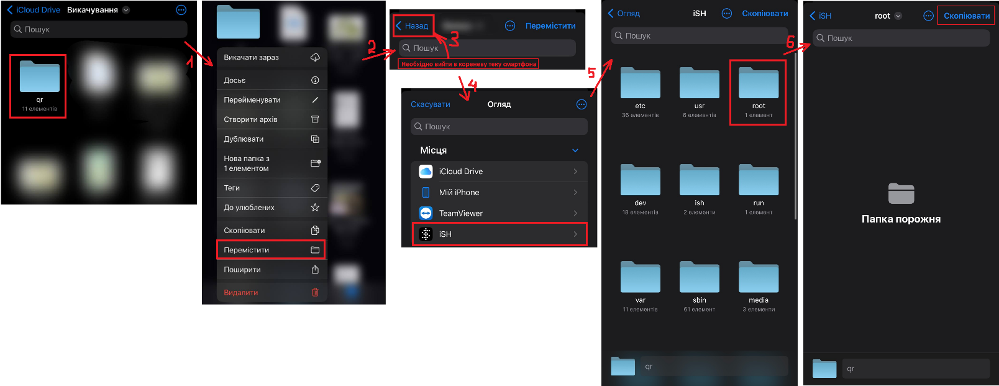 iCloud Drive Викачування
Пошук
qr
11 елементів
1
Викачати зараз
Досьє
Перейменувати
Створити архів
Дублювати
Нова папка з
1 елементом
Теги
До улюблених
Скопіювати
Перемістити
Поширити
Видалити
2
Назад
Перемістити
3
Пошук
Необхідно вийти в кореневу теку смартфона
4
Скасувати Огляд
Пошук
Місця
iCloud Drive
Мій iPhone
TeamViewer
iSH
5
Огляд iSH Скопіювати
Пошук
etc usr root
36 елементів 6 елементів 1 елемент
dev ish run
18 елементів 2 елементи 1 елемент
var sbin media
11 елементів 61 елемент 3 елементи
qr
6
iSH root Скопіювати
Пошук
Папка порожня
qr